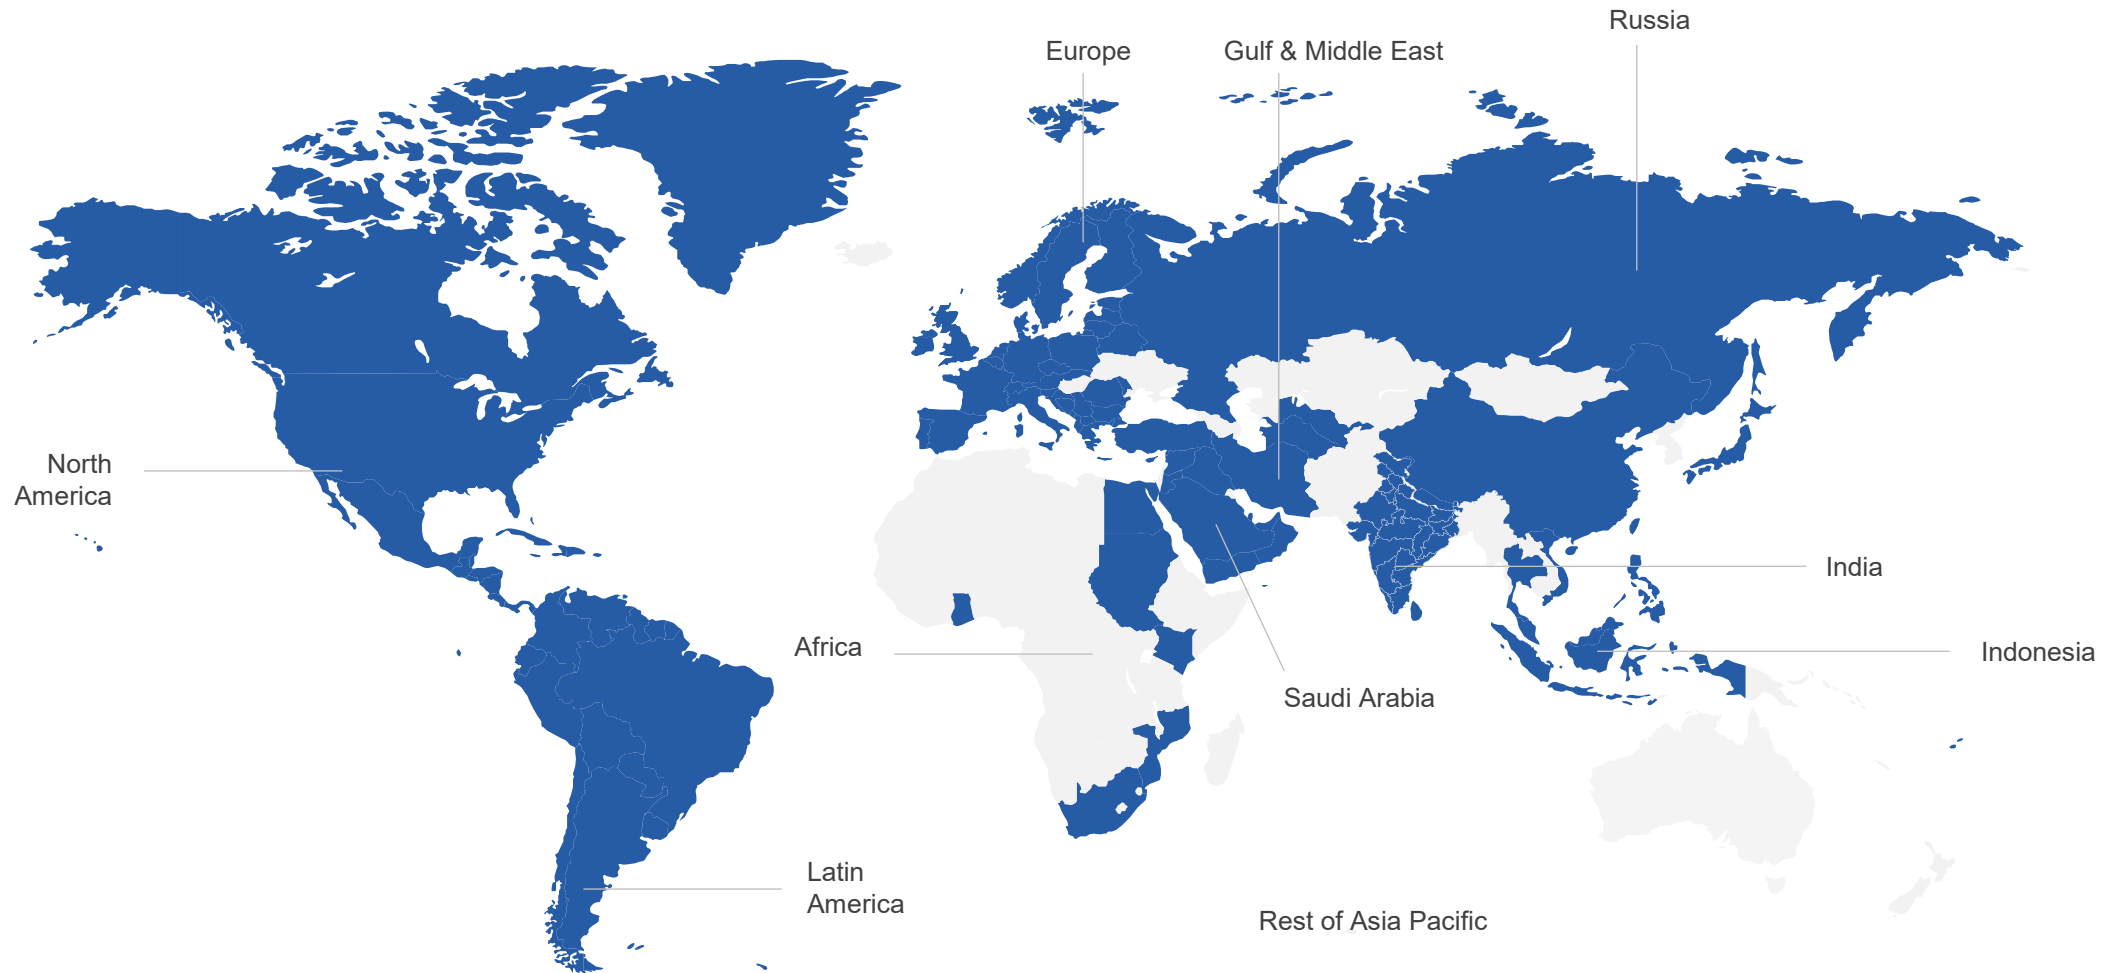 Russia
Europe
Gulf & Middle East
North
America
India
Africa
Indonesia
Saudi Arabia
Latin
America
Rest of Asia Pacific